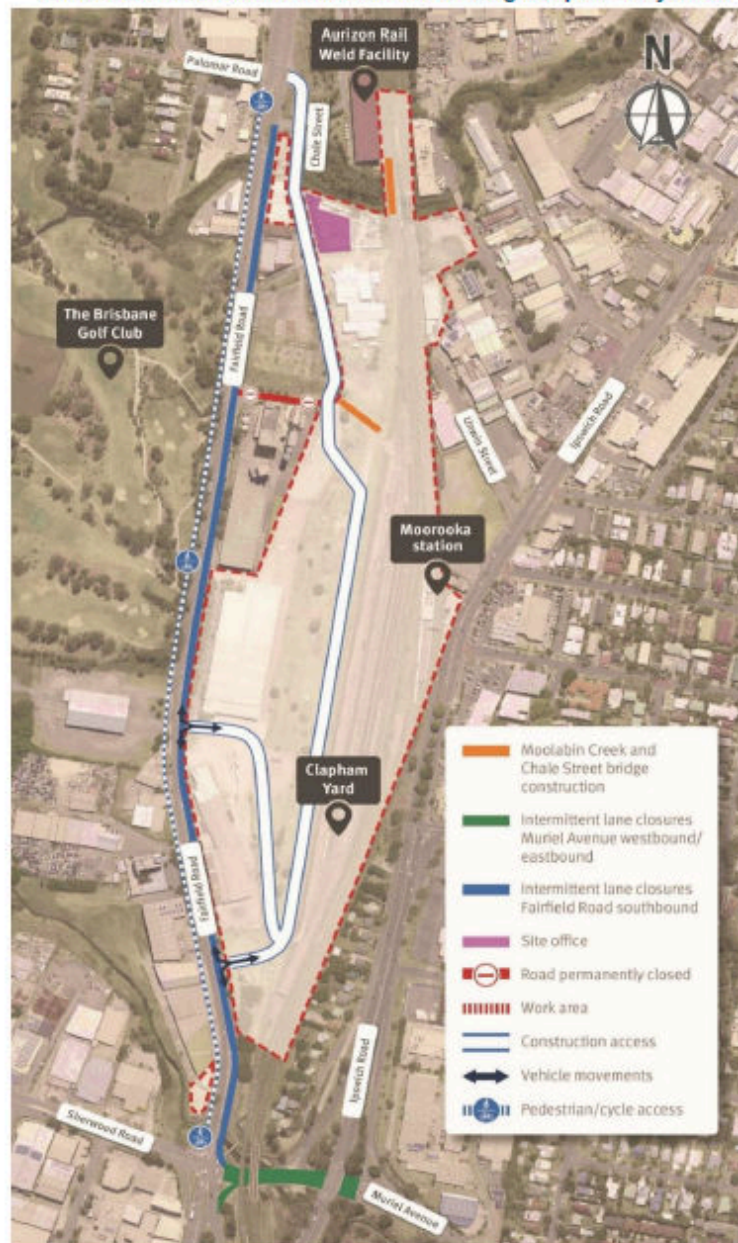 Aurizon Rail
Weld Facility
N
Palomar Road
Chale Street
The Brisbane
Golf Club
Fairfield Road
Unwin Street
Ipswich Road
Moorooka
station
Clapham
Yard
Fairfield Road
Ipswich Road
Sherwood Road
Muriel Avenue
Moolabin Creek and
Chale Street bridge
construction
Intermittent lane closures
Muriel Avenue westbound/
eastbound
Intermittent lane closures
Fairfield Road southbound
Site office
Road permanently closed
Work area
Construction access
Vehicle movements
Pedestrian/cycle access